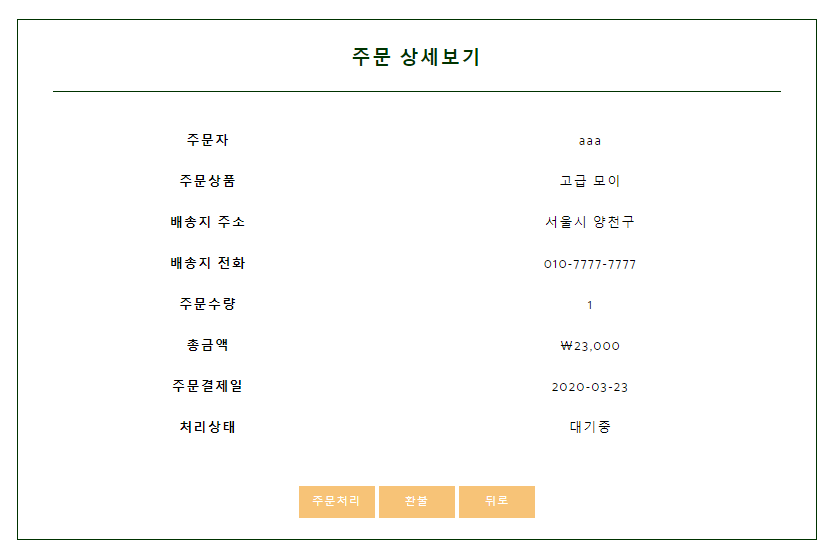 주문 상세보기
주문자 aaa
주문상품 고급 모이
배송지 주소 서울시 양천구
배송지 전화 010-7777-7777
주문수량 1
총금액 ₩23,000
주문결제일 2020-03-23
처리상태 대기중
주문처리 환불 뒤로